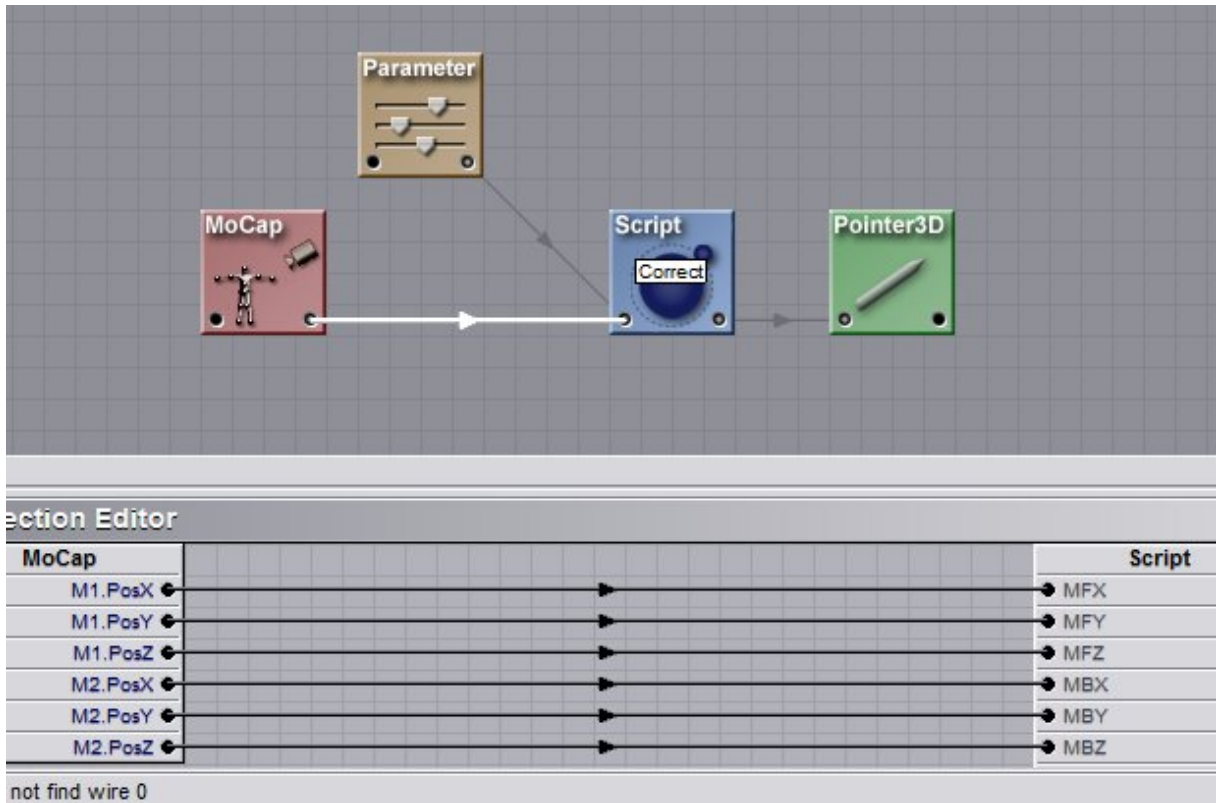 Parameter
MoCap
Script
Pointer3D
Correct
ection Editor
MoCap
Script
M1.PosX
MFX
M1.PosY
MFY
M1.PosZ
MFZ
M2.PosX
MBX
M2.PosY
MBY
M2.PosZ
MBZ
not find wire 0